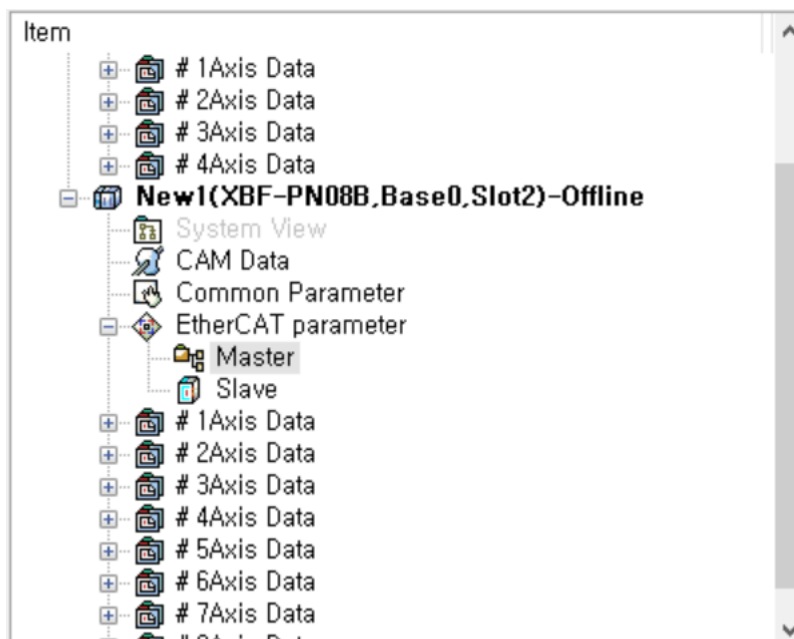 Item
# 1Axis Data
# 2Axis Data
# 3Axis Data
# 4Axis Data
New1(XBF-PN08B,Base0,Slot2)-Offline
System View
CAM Data
Common Parameter
EtherCAT parameter
Master
Slave
# 1Axis Data
# 2Axis Data
# 3Axis Data
# 4Axis Data
# 5Axis Data
# 6Axis Data
# 7Axis Data